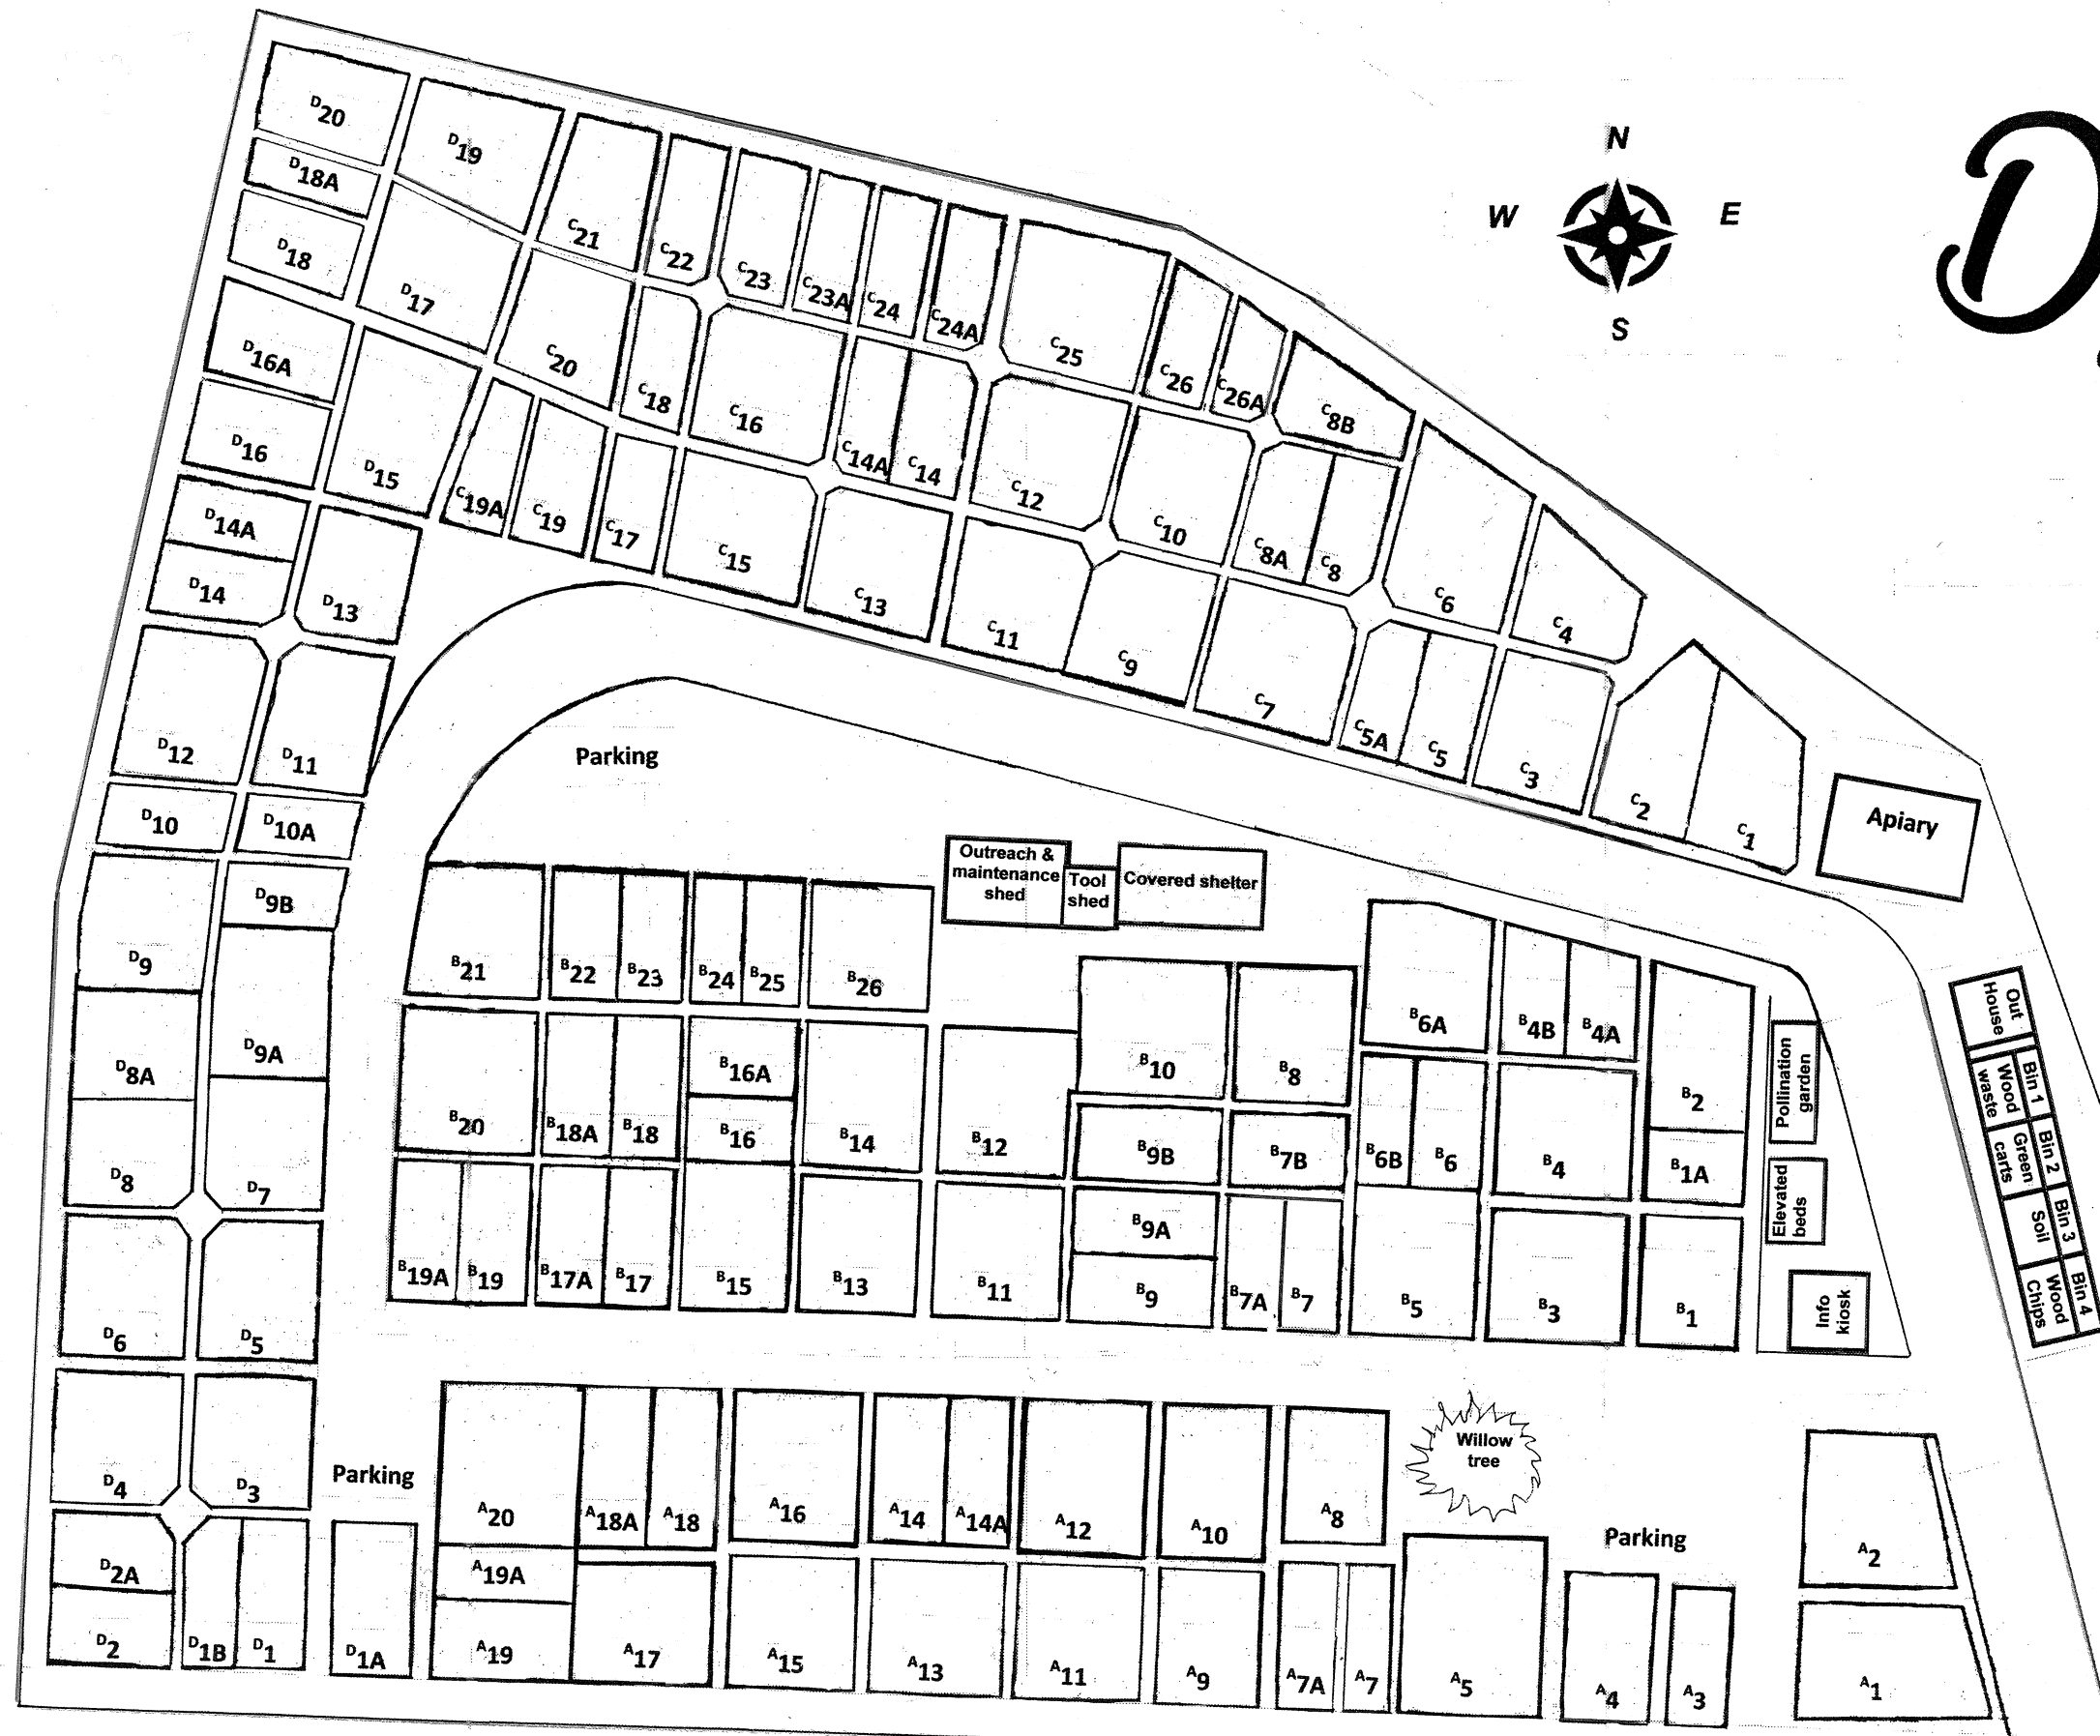 N
W E
S
D
D20
D19
D18A
D18
D17
C21
C22
C23
C23A
C24
C24A
C25
C26
C26A
C8B
D16A
D16
D15
C20
C18
C16
C14A
C14
C12
C10
C8A
C8
C6
C4
D14A
D14
D13
C19A
C19
C17
C15
C13
C11
C9
C7
C5A
C5
C3
C2
C1
Apiary
D12
D11
D10
D10A
Parking
Outreach &
maintenance
shed
Tool
shed
Covered shelter
D9
D9B
D9A
D8A
D8
D7
B21
B22
B23
B24
B25
B26
B10
B8
B6A
B4B
B4A
B2
B20
B18A
B18
B16A
B16
B14
B12
B9B
B7B
B6B
B6
B4
B1A
B19A
B19
B17A
B17
B15
B13
B11
B9A
B9
B7A
B7
B5
B3
B1
Pollination
garden
Elevated
beds
Info
kiosk
Out
House
Bin 1
Wood
waste
Bin 2
Green
carts
Bin 3
Soil
Bin 4
Wood
Chips
D6
D5
D4
D3
Parking
A20
A18A
A18
A16
A14
A14A
A12
A10
A8
Willow
tree
Parking
A2
D2A
D2
D1B
D1
D1A
A19A
A19
A17
A15
A13
A11
A9
A7A
A7
A5
A4
A3
A1